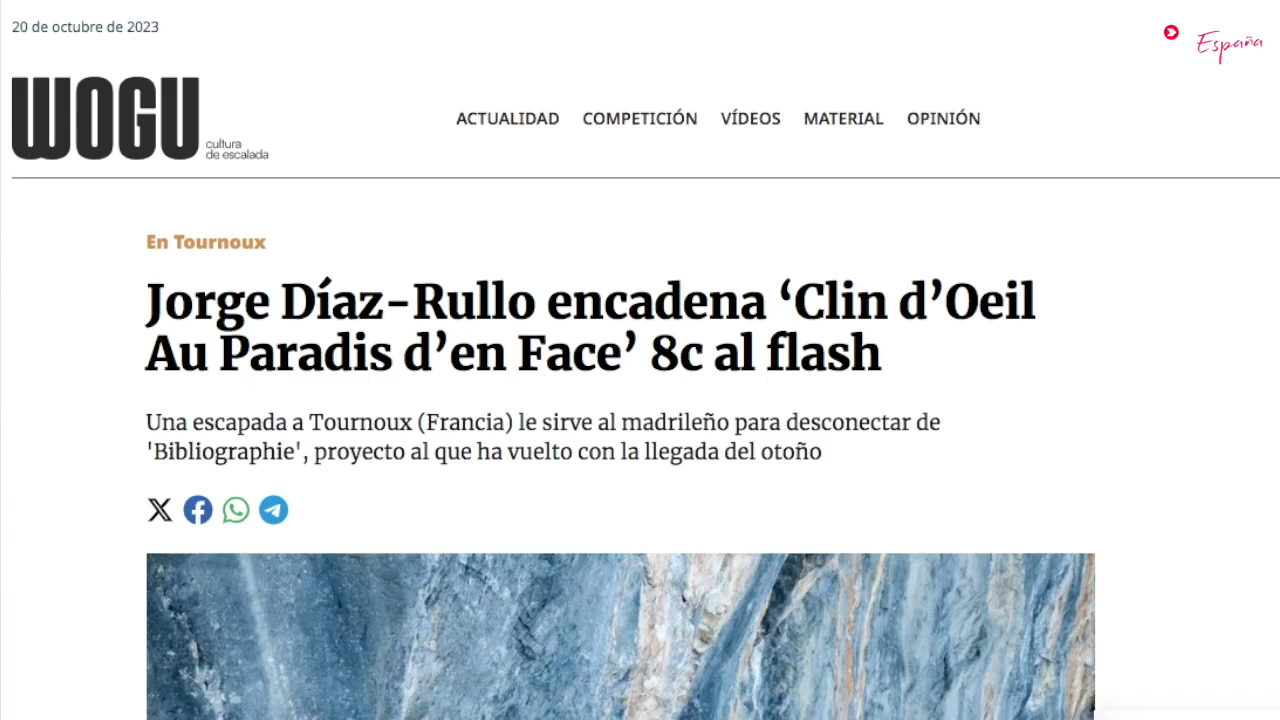 20 de octubre de 2023
España
WOGU
cultura
de escalada
ACTUALIDAD COMPETICIÓN VÍDEOS MATERIAL OPINIÓN
En Tournoux
Jorge Díaz-Rullo encadena ‘Clin d’Oeil
Au Paradis d’en Face’ 8c al flash
Una escapada a Tournoux (Francia) le sirve al madrileño para desconectar de
'Bibliographie', proyecto al que ha vuelto con la llegada del otoño